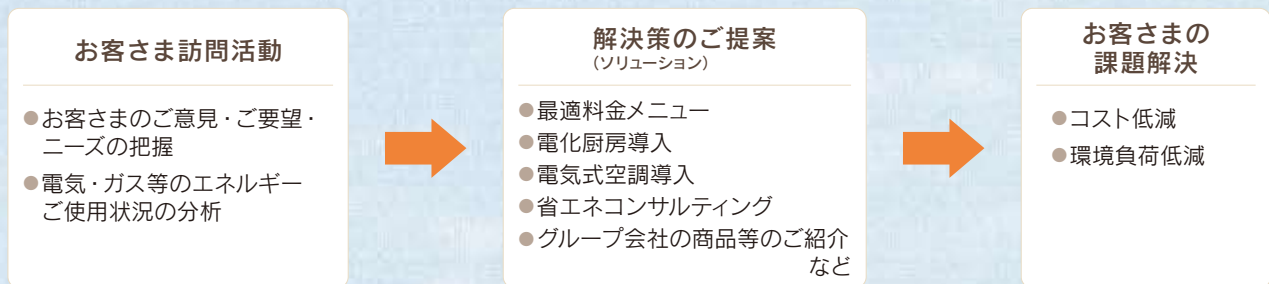 お客さま訪問活動
●お客さまのご意見・ご要望・
ニーズの把握
●電気・ガス等のエネルギー
ご使用状況の分析
解決策のご提案
(ソリューション)
●最適料金メニュー
●電化厨房導入
●電気式空調導入
●省エネコンサルティング
●グループ会社の商品等のご紹介
など
お客さまの
課題解決
●コスト低減
●環境負荷低減